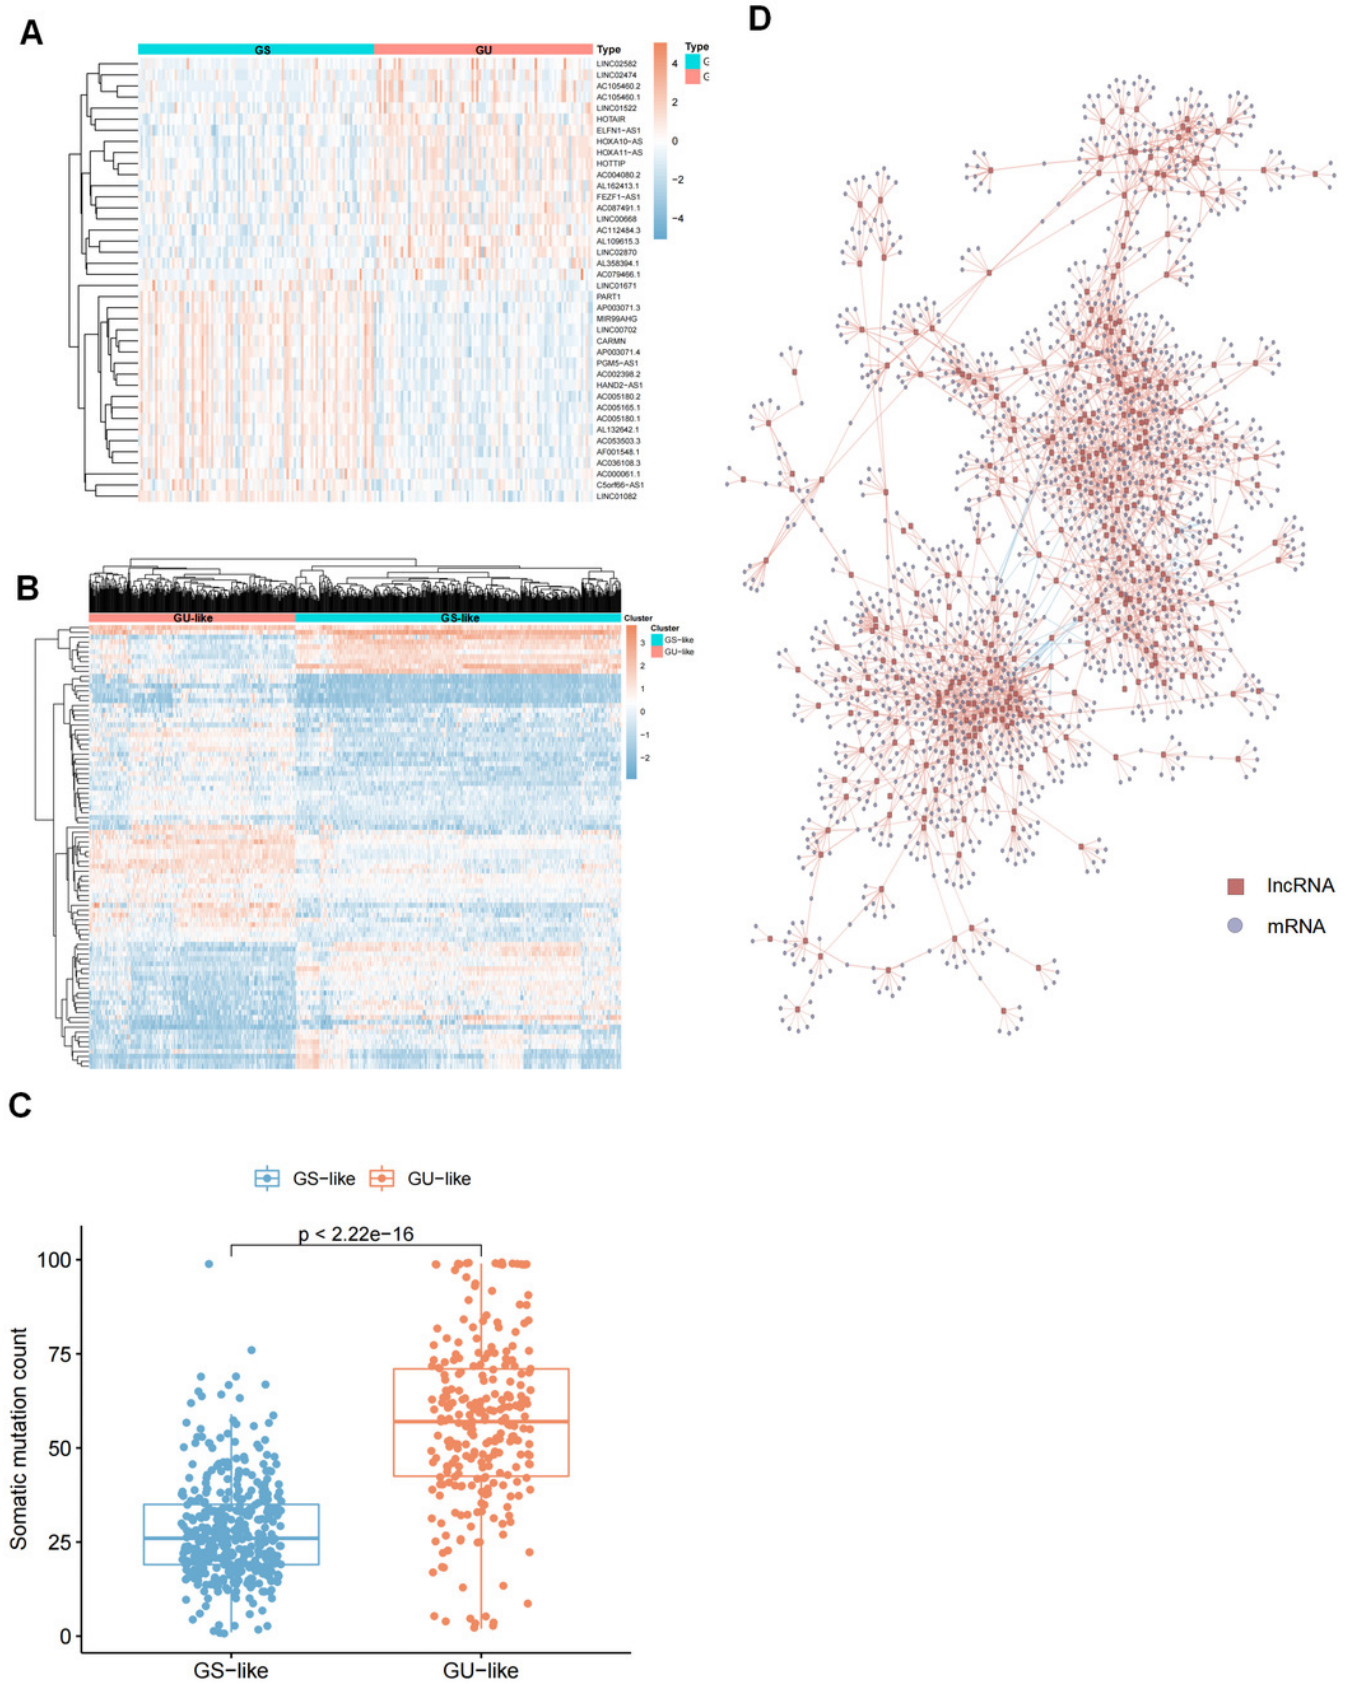 A
GS
GU
Type
LINC02582
LINC02474
AC105460.2
AC105460.1
LINC01522
HOTAIR
ELFN1−AS1
HOXA10−AS
HOXA11−AS
HOTTIP
AC004080.2
AL162413.1
FEZF1−AS1
AC087491.1
LINC00668
AC112484.3
AL109615.3
LINC02870
AL358394.1
AC079466.1
LINC01671
PART1
AP003071.3
MIR99AHG
LINC00702
CARMN
AP003071.4
PGM5−AS1
AC002398.2
HAND2−AS1
AC005180.2
AC005165.1
AC005180.1
AL132642.1
AC053503.3
AF001548.1
AC036108.3
AC000061.1
C5orf66−AS1
LINC01082
4
2
0
−2
−4
Type
G
G
B
GU-like
GS-like
Cluster
3
2
1
0
−1
−2
Cluster
GS-like
GU-like
C
GS−like
GU−like
p < 2.22e−16
Somatic mutation count
100
75
50
25
0
GS−like
GU−like
D
lncRNA
mRNA